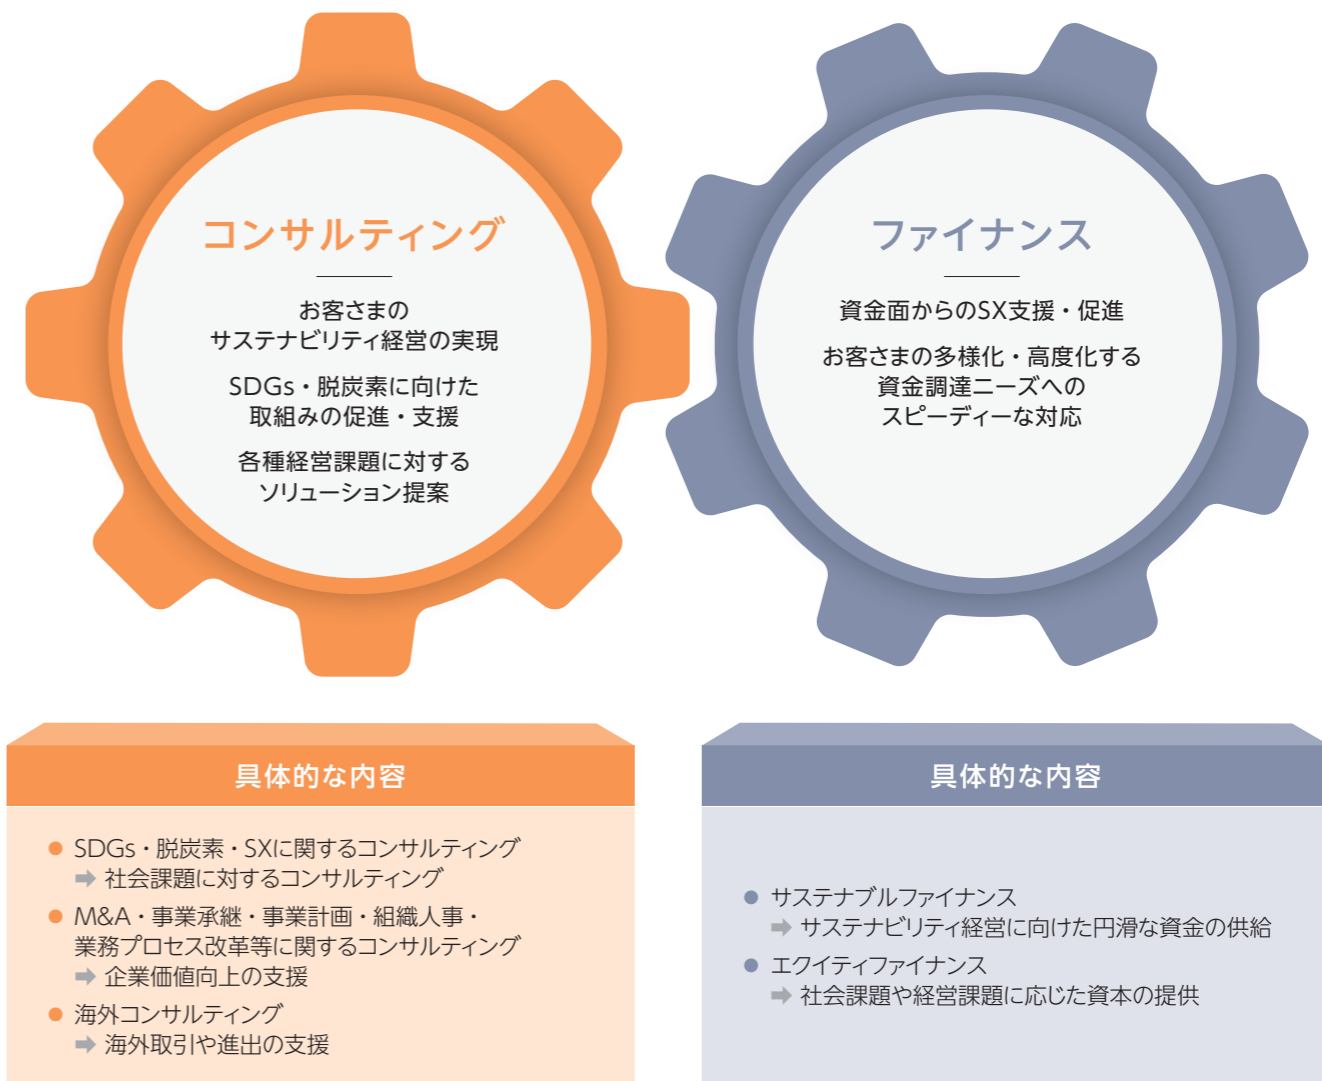 コンサルティング
お客さまの
サステナビリティ経営の実現
SDGs・脱炭素に向けた
取組みの促進・支援
各種経営課題に対する
ソリューション提案
ファイナンス
資金面からのSX支援・促進
お客さまの多様化・高度化する
資金調達ニーズへの
スピーディーな対応
具体的な内容
● SDGs・脱炭素・SXに関するコンサルティング
➡ 社会課題に対するコンサルティング
● M&A・事業承継・事業計画・組織人事・
業務プロセス改革等に関するコンサルティング
➡ 企業価値向上の支援
● 海外コンサルティング
➡ 海外取引や進出の支援
具体的な内容
● サステナブルファイナンス
➡ サステナビリティ経営に向けた円滑な資金の供給
● エクイティファイナンス
➡ 社会課題や経営課題に応じた資本の提供